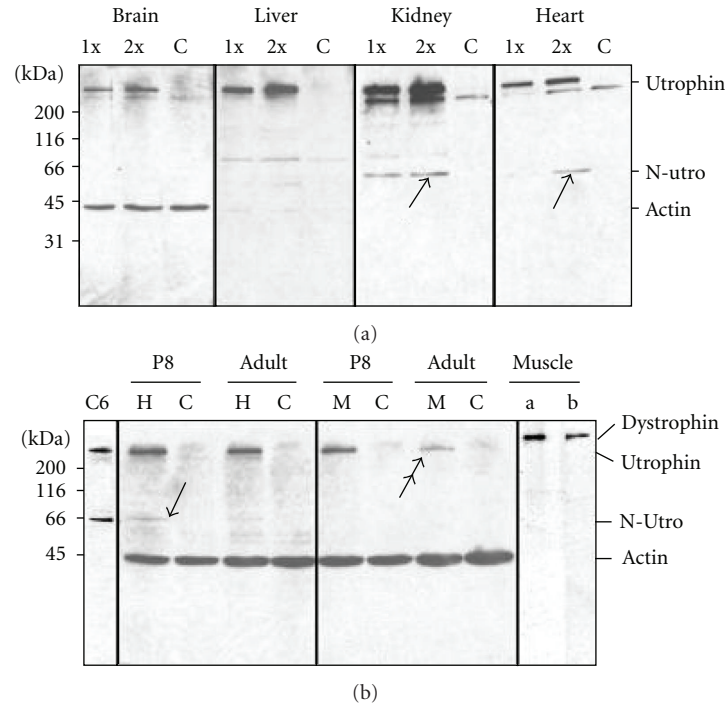 Brain Liver Kidney Heart
1x 2x C 1x 2x C 1x 2x C 1x 2x C
(kDa)
Utrophin
200
116
66 N-utro
45 Actin
31
(a)
P8 Adult P8 Adult Muscle
C6 H C H C M C M C a b
(kDa) Dystrophin
Utrophin
200
116
66 N-Utro
45 Actin
(b)